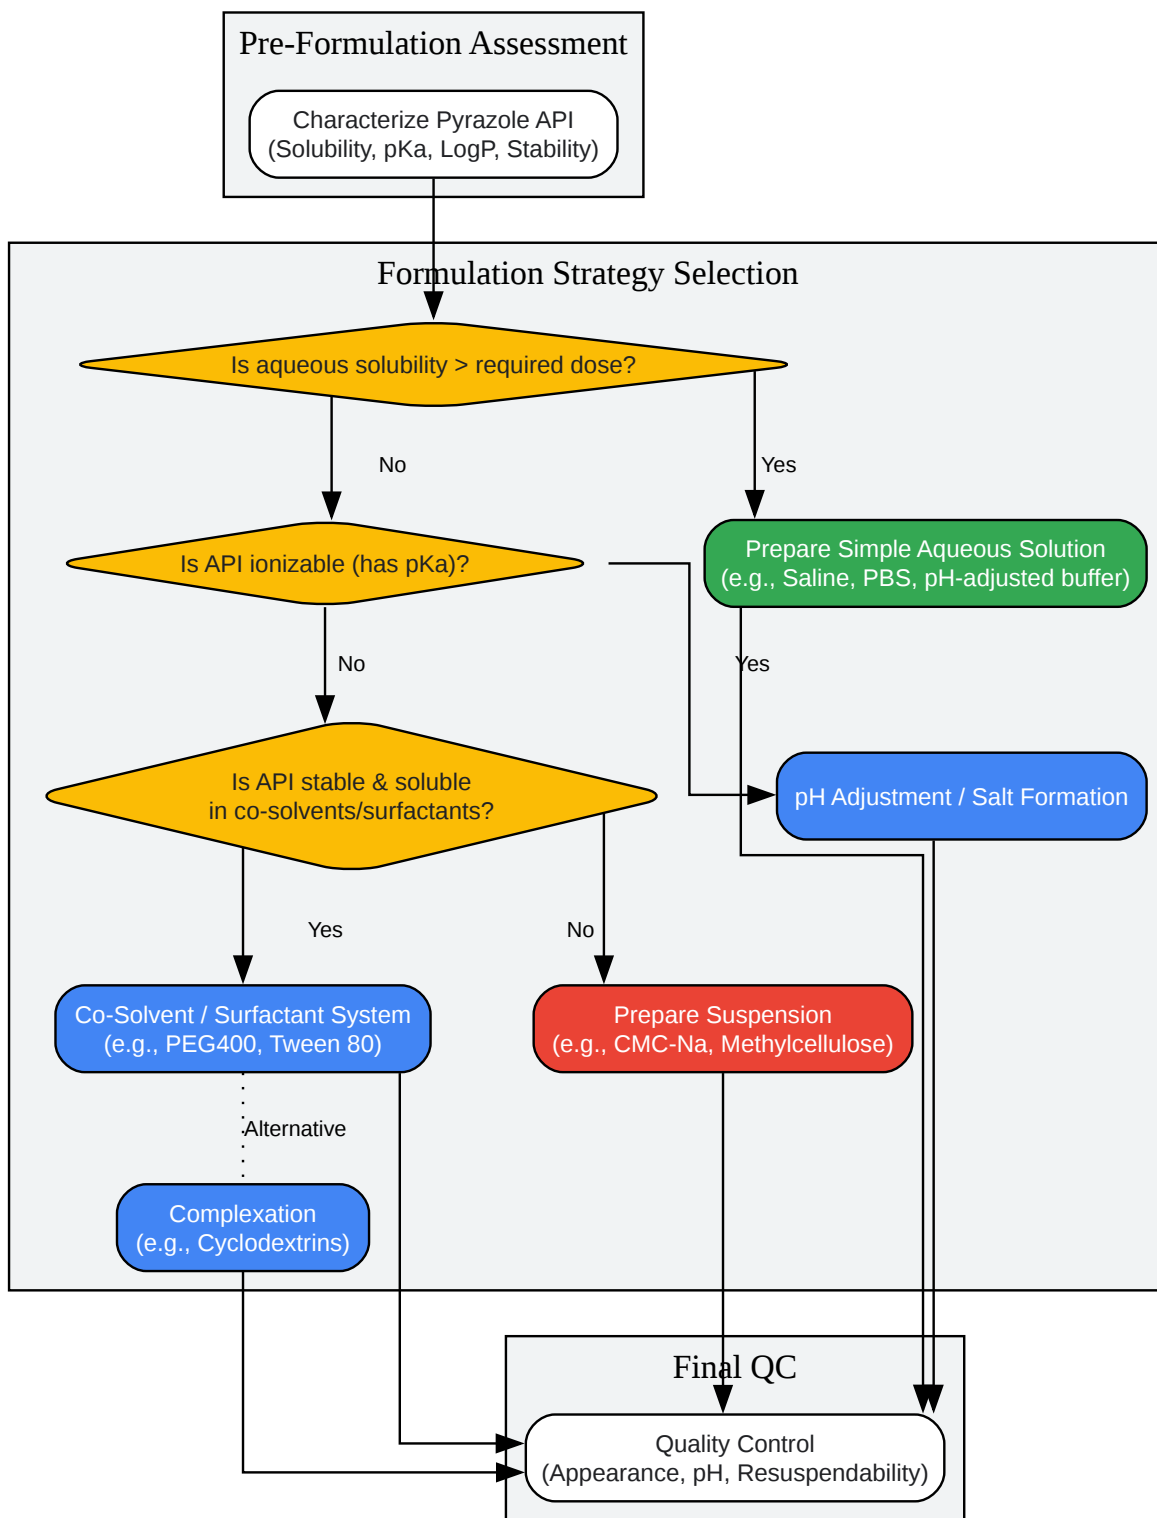 Pre-Formulation Assessment
Characterize Pyrazole API
(Solubility, pKa, LogP, Stability)
Formulation Strategy Selection
Is aqueous solubility > required dose?
No
Yes
Is API ionizable (has pKa)?
Prepare Simple Aqueous Solution
(e.g., Saline, PBS, pH-adjusted buffer)
No
Yes
Is API stable & soluble
in co-solvents/surfactants?
pH Adjustment / Salt Formation
Yes
No
Co-Solvent / Surfactant System
(e.g., PEG400, Tween 80)
Prepare Suspension
(e.g., CMC-Na, Methylcellulose)
Alternative
Complexation
(e.g., Cyclodextrins)
Final QC
Quality Control
(Appearance, pH, Resuspendability)